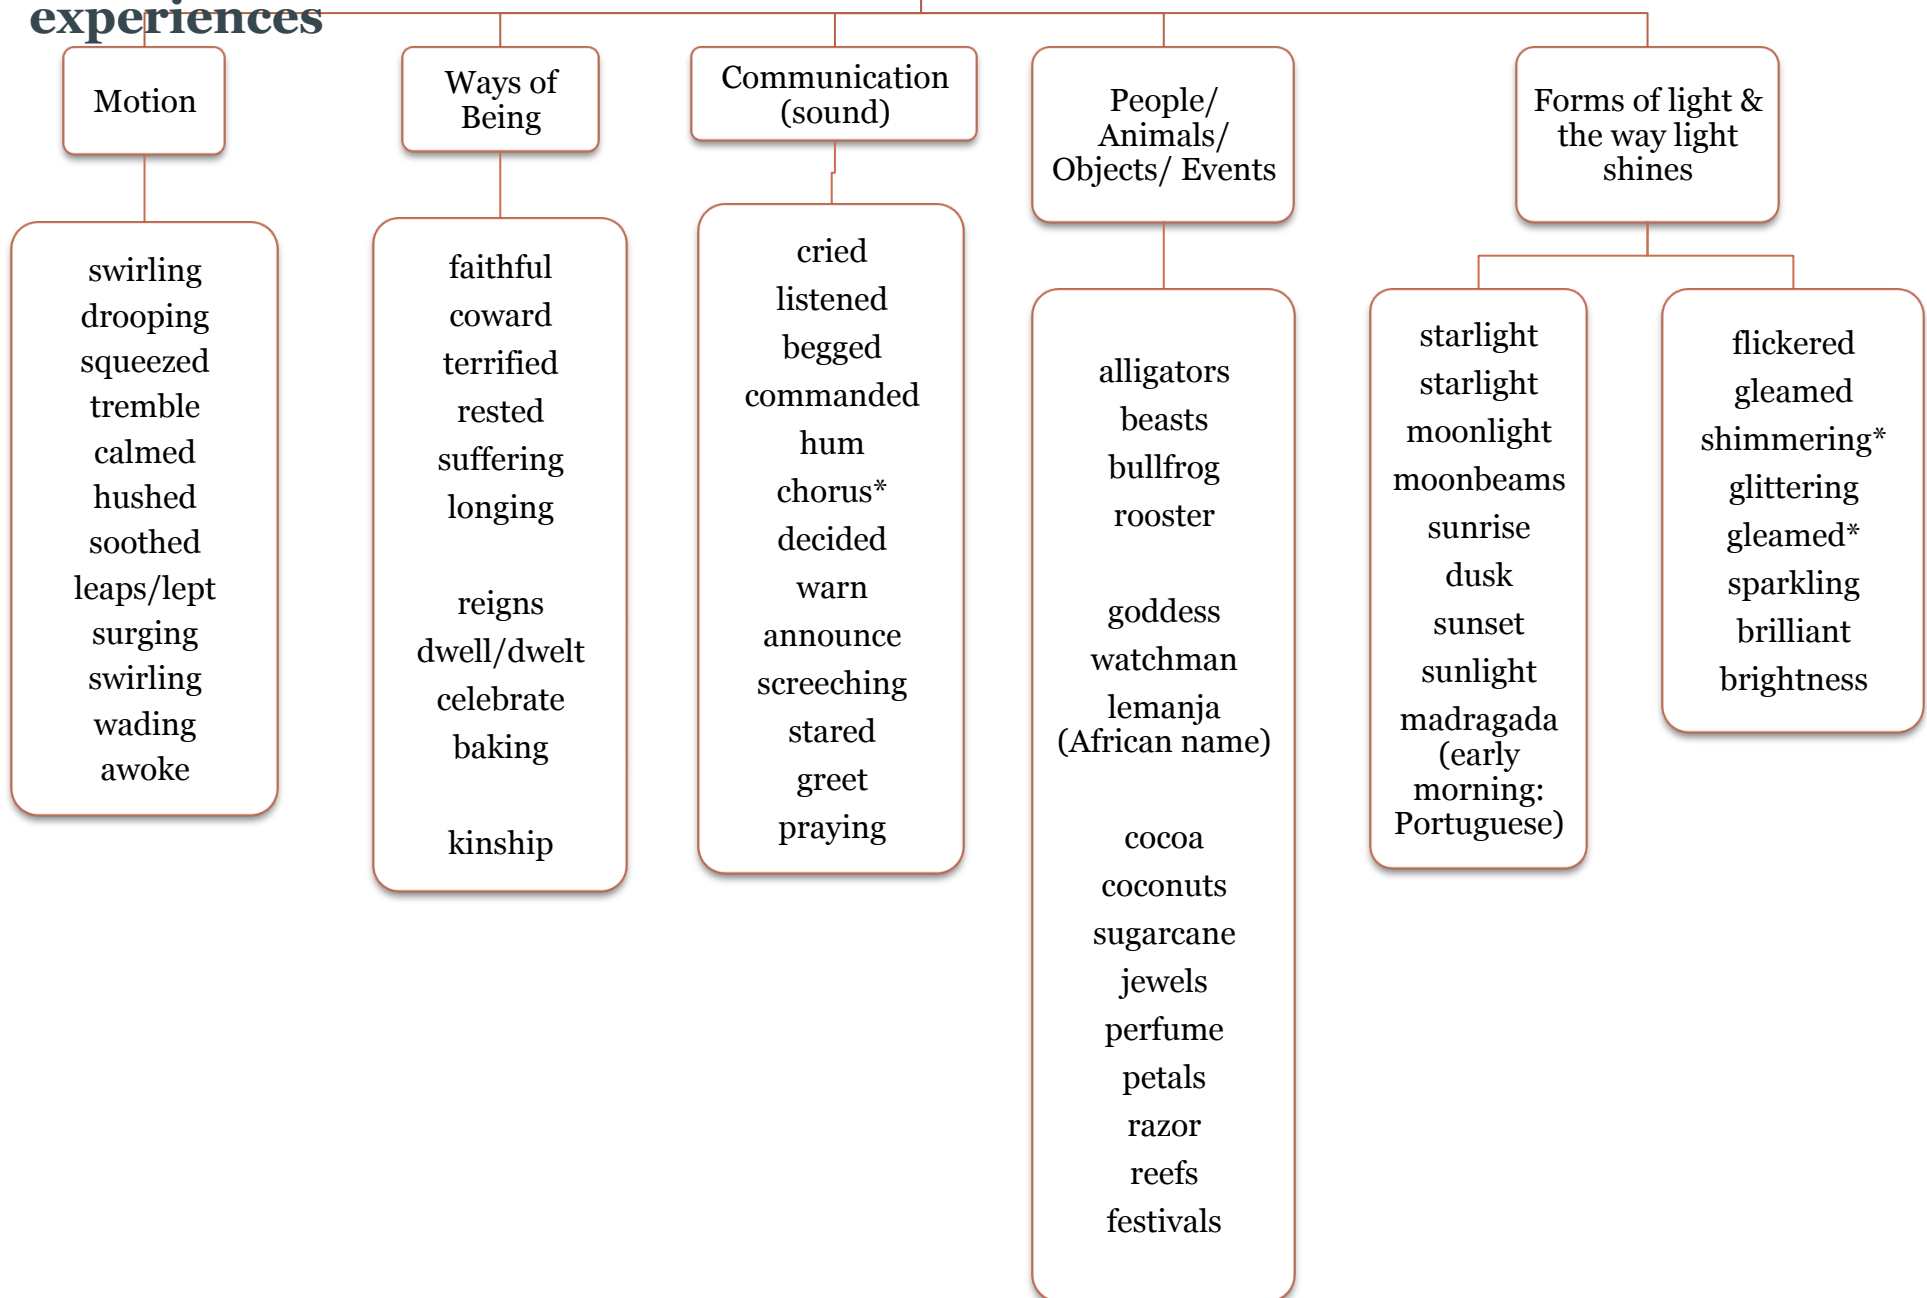 experiences
Motion
swirling
drooping
squeezed
tremble
calmed
hushed
soothed
leaps/lept
surging
swirling
wading
awoke
Ways of
Being
faithful
coward
terrified
rested
suffering
longing
reigns
dwell/dwelt
celebrate
baking
kinship
Communication
(sound)
cried
listened
begged
commanded
hum
chorus*
decided
warn
announce
screeching
stared
greet
praying
People/
Animals/
Objects/ Events
alligators
beasts
bullfrog
rooster
goddess
watchman
lemanja
(African name)
cocoa
coconuts
sugarcane
jewels
perfume
petals
razor
reefs
festivals
Forms of light &
the way light
shines
starlight
starlight
moonlight
moonbeams
sunrise
dusk
sunset
sunlight
madragada
(early
morning:
Portuguese)
flickered
gleamed
shimmering*
glittering
gleamed*
sparkling
brilliant
brightness